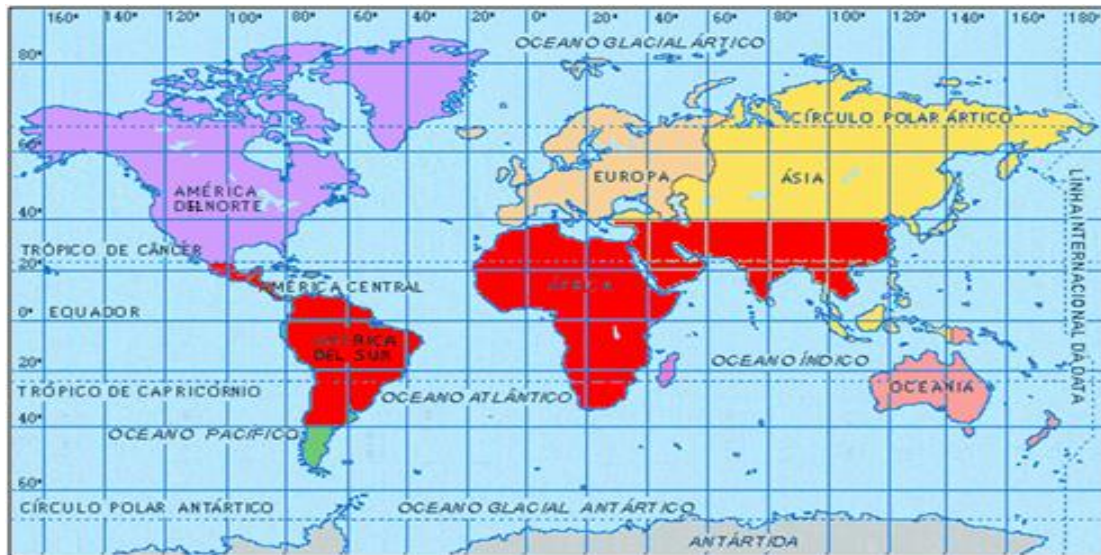 160° 140° 120° 100° 80° 60° 40° 20° 0° 20° 40° 60° 80° 100° 120° 140° 160° 180°
OCEANO GLACIAL ÁRTICO
80°
CÍRCULO POLAR ÁRTICO
60°
EUROPA
ÁSIA
AMÉRICA
DEL NORTE
40°
TRÓPICO DE CÂNCER
20°
AMÉRICA CENTRAL
ÁFRICA
EQUADOR
0°
AMÉRICA
DEL SUR
OCEANO ÍNDICO
20°
TRÓPICO DE CAPRICÓRNIO
OCEANO ATLÂNTICO
OCEANIA
40°
OCEANO PACÍFICO
60°
CÍRCULO POLAR ANTÁRTICO
OCEANO GLACIAL ANTÁRTICO
ANTÁRTIDA
LÍNHA INTERNACIONAL DA DATA